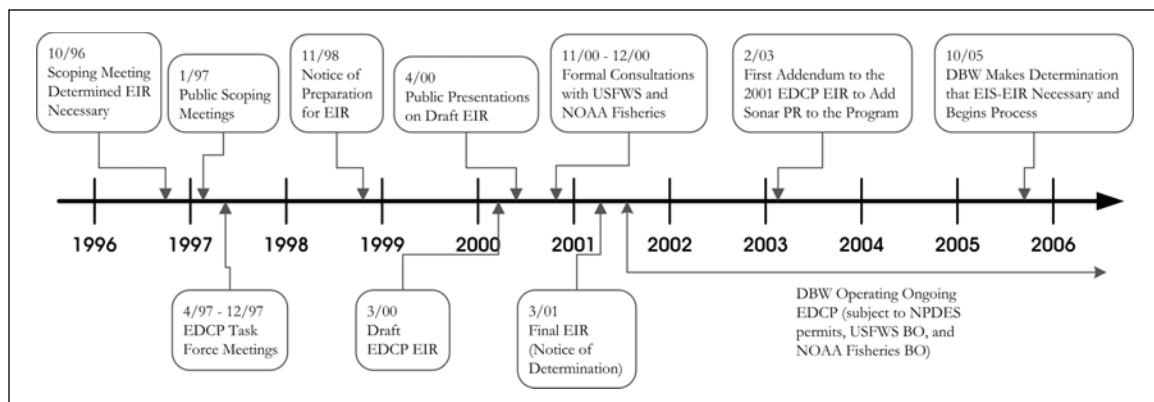 10/96
Scoping Meeting
Determined EIR
Necessary
1/97
Public Scoping
Meetings
11/98
Notice of
Preparation
for EIR
4/00
Public Presentations
on Draft EIR
11/00 - 12/00
Formal Consultations
with USFWS and
NOAA Fisheries
2/03
First Addendum to the
2001 EDCP EIR to Add
Sonar PR to the Program
10/05
DBW Makes Determination
that EIS-EIR Necessary and
Begins Process
1996 1997 1998 1999 2000 2001 2002 2003 2004 2005 2006
4/97 - 12/97
EDCP Task
Force Meetings
3/00
Draft
EDCP EIR
3/01
Final EIR
(Notice of
Determination)
DBW Operating Ongoing
EDCP (subject to NPDES
permits, USFWS BO, and
NOAA Fisheries BO)